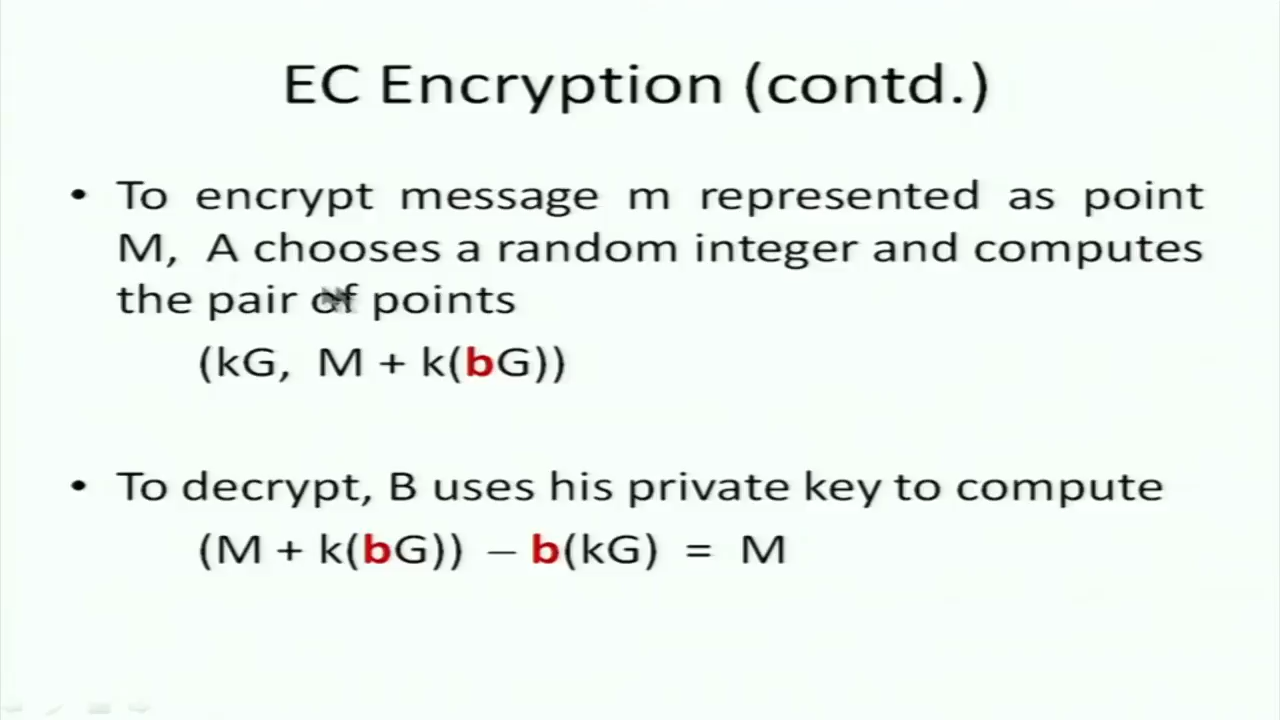 EC Encryption (contd.)
• To encrypt message m represented as point
M, A chooses a random integer and computes
the pair of points
(kG, M + k(bG))
• To decrypt, B uses his private key to compute
(M + k(bG)) – b(kG) = M